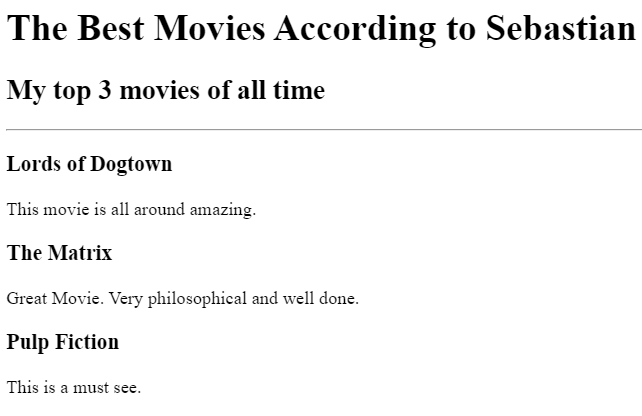 The Best Movies According to Sebastian
My top 3 movies of all time
Lords of Dogtown
This movie is all around amazing.
The Matrix
Great Movie. Very philosophical and well done.
Pulp Fiction
This is a must see.